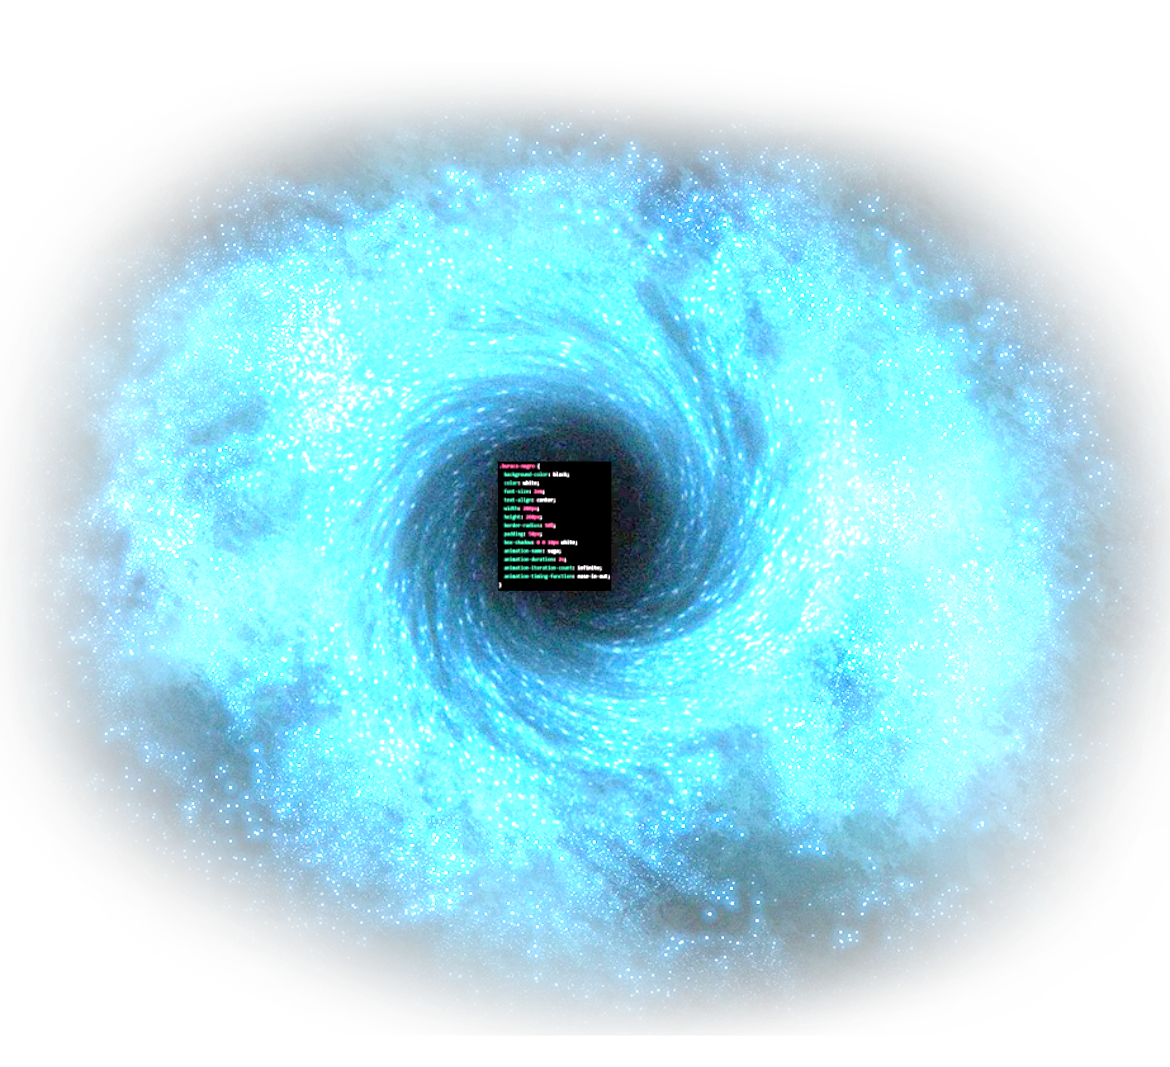 .buraco-negro {
background-color: black;
color: white;
font-size: 2em;
text-align: center;
width: 200px;
height: 200px;
border-radius: 50%;
padding: 50px;
box-shadow: 0 0 10px white;
animation-name: suga;
animation-duration: 2s;
animation-iteration-count: infinite;
animation-timing-function: ease-in-out;
}